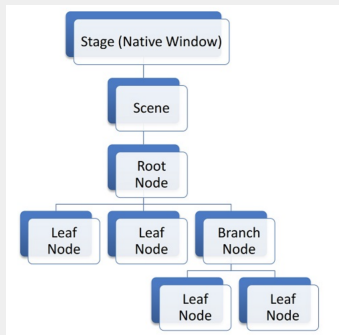 Stage (Native Window)
Scene
Root
Node
Leaf
Node
Leaf
Node
Branch
Node
Leaf
Node
Leaf
Node